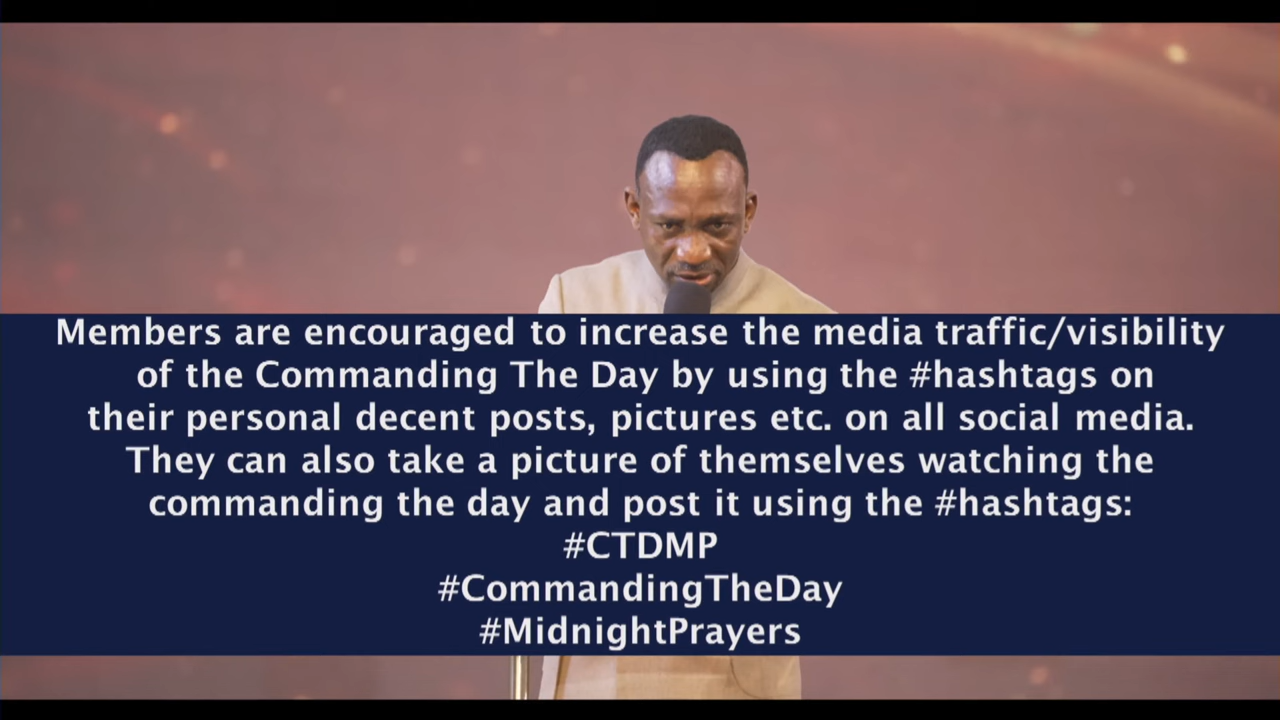 Members are encouraged to increase the media traffic/visibility
of the Commanding The Day by using the #hashtags on
their personal decent posts, pictures etc. on all social media.
They can also take a picture of themselves watching the
commanding the day and post it using the #hashtags:
#CTDMP
#CommandingTheDay
#MidnightPrayers